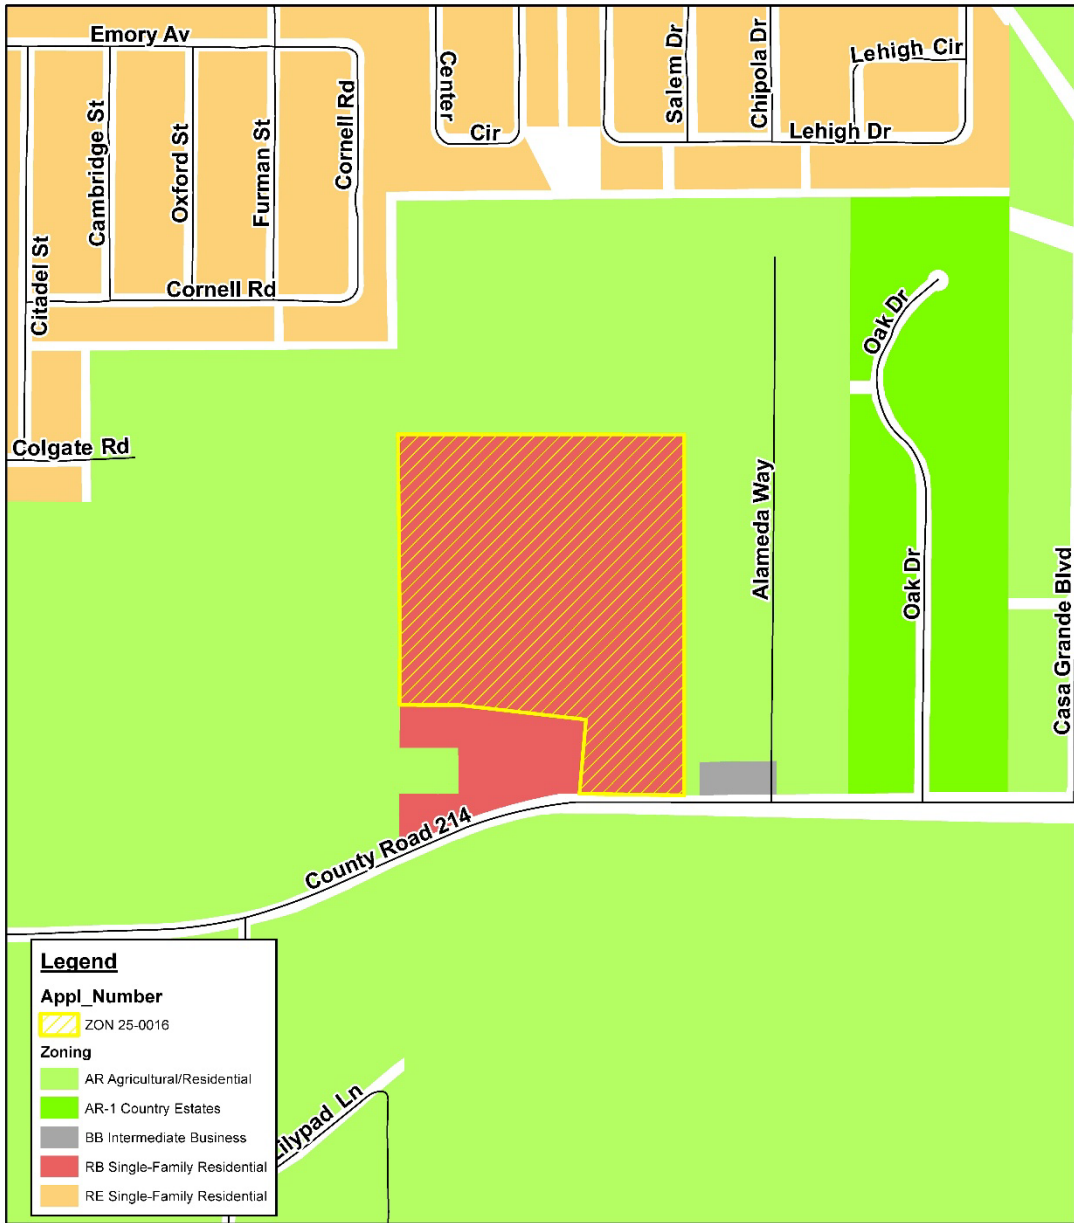 Emory Av
Center
Cir
Salem Dr
Chipola Dr
Lehigh Cir
Lehigh Dr
Citadel St
Cambridge St
Oxford St
Furman St
Cornell Rd
Cornell Rd
Colgate Rd
Oak Dr
Alameda Way
Oak Dr
Casa Grande Blvd
County Road 214
Legend
Appl_Number
ZON 25-0016
Zoning
AR Agricultural/Residential
AR-1 Country Estates
BB Intermediate Business
RB Single-Family Residential
RE Single-Family Residential
Lilypad Ln